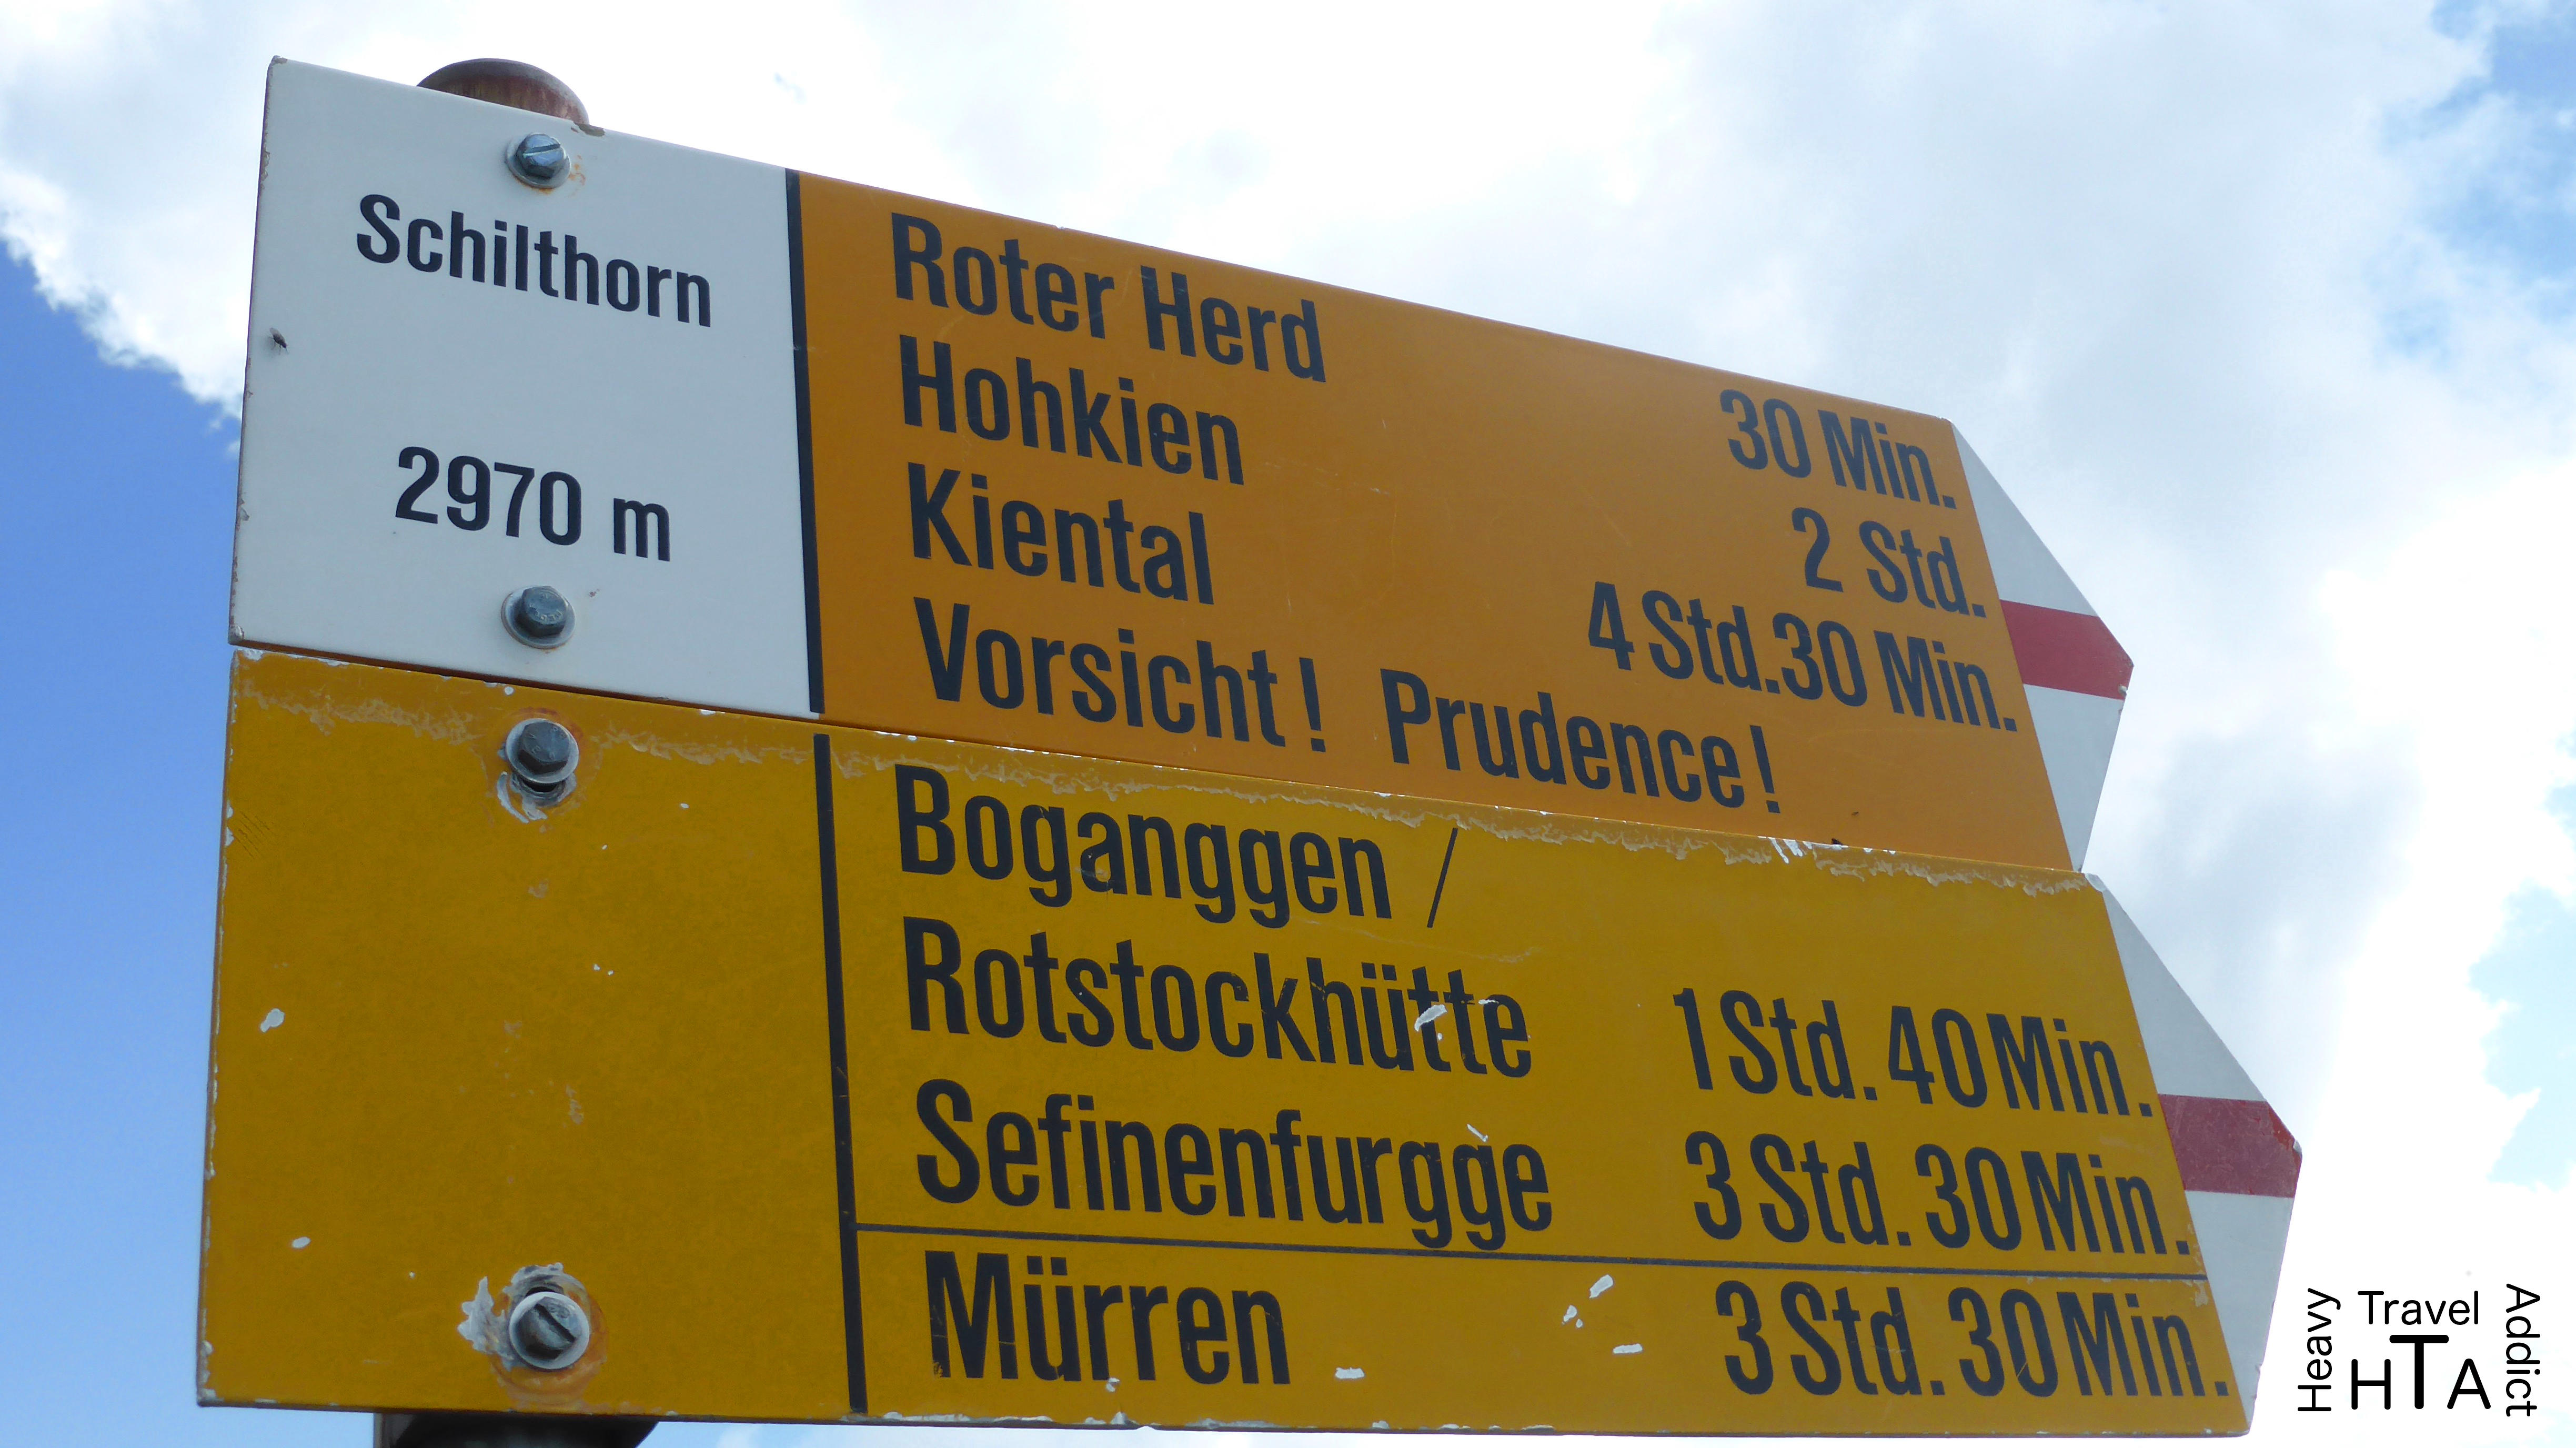 Schilthorn
2970 m
Roter Herd 30 Min.
Hohkien 2 Std.
Kiental 4 Std. 30 Min.
Vorsicht! Prudence!
Boganggen /
Rotstockhütte 1 Std. 40 Min.
Sefinenfurgge 3 Std. 30 Min.
Mürren 3 Std. 30 Min.
Heavy
Travel
Addict
HTA